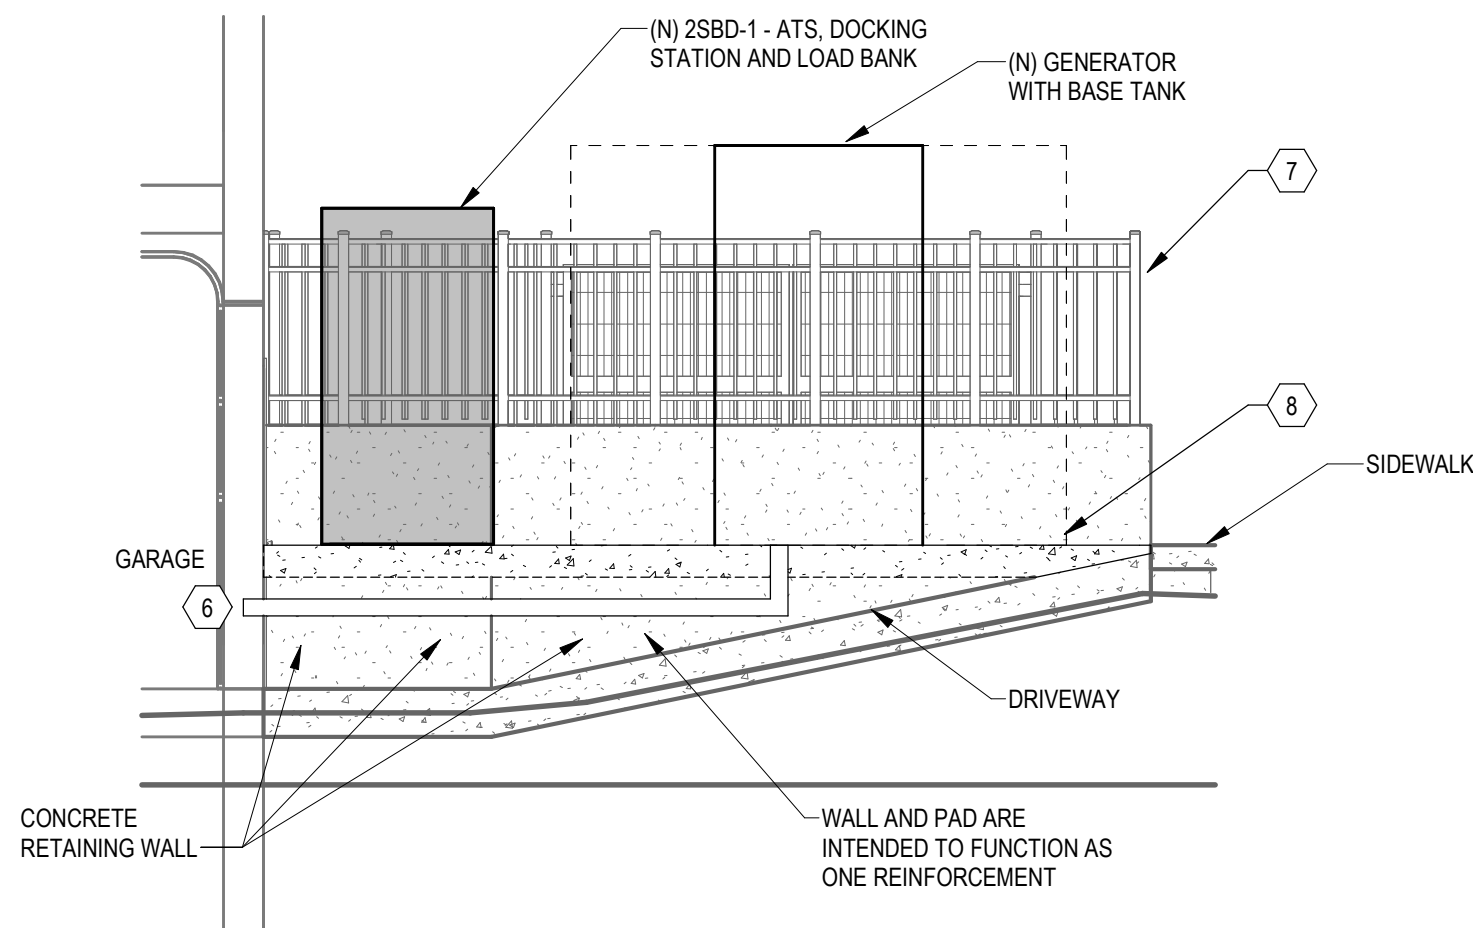 (N) 2SBD-1 - ATS, DOCKING
STATION AND LOAD BANK
(N) GENERATOR
WITH BASE TANK
7
8
SIDEWALK
GARAGE
6
DRIVEWAY
CONCRETE
RETAINING WALL
WALL AND PAD ARE
INTENDED TO FUNCTION AS
ONE REINFORCEMENT